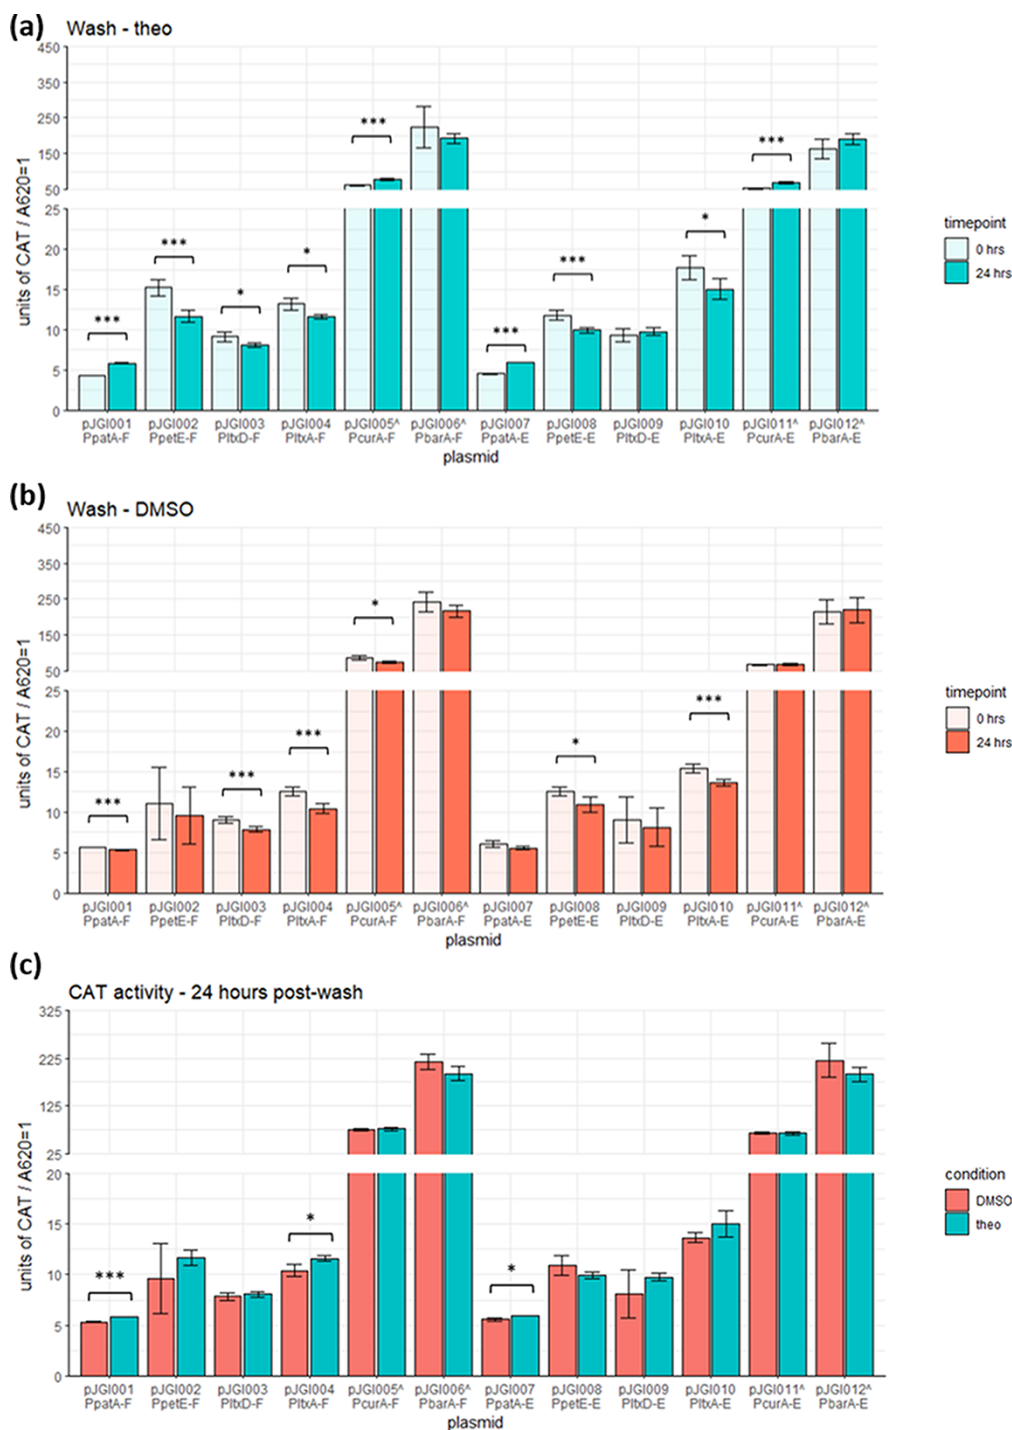 (a)
Wash - theo
450
350
250
150
50
25
20
15
10
5
0
units of CAT / A620=1
***
***
*
*
***
***
***
*
***
pJGI001 pJGI002 pJGI003 pJGI004 pJGI005^ pJGI006^ pJGI007 pJGI008 pJGI009 pJGI010 pJGI011^ pJGI012^
PpatA-F PpetE-F PltxD-F PltxA-F PcurA-F PbarA-F PpatA-E PpetE-E PltxD-E PltxA-E PcurA-E PbarA-E
plasmid
timepoint
0 hrs
24 hrs
(b)
Wash - DMSO
450
350
250
150
50
25
20
15
10
5
0
units of CAT / A620=1
***
***
***
*
*
***
pJGI001 pJGI002 pJGI003 pJGI004 pJGI005^ pJGI006^ pJGI007 pJGI008 pJGI009 pJGI010 pJGI011^ pJGI012^
PpatA-F PpetE-F PltxD-F PltxA-F PcurA-F PbarA-F PpatA-E PpetE-E PltxD-E PltxA-E PcurA-E PbarA-E
plasmid
timepoint
0 hrs
24 hrs
(c)
CAT activity - 24 hours post-wash
325
225
125
25
20
15
10
5
0
units of CAT / A620=1
***
*
*
pJGI001 pJGI002 pJGI003 pJGI004 pJGI005^ pJGI006^ pJGI007 pJGI008 pJGI009 pJGI010 pJGI011^ pJGI012^
PpatA-F PpetE-F PltxD-F PltxA-F PcurA-F PbarA-F PpatA-E PpetE-E PltxD-E PltxA-E PcurA-E PbarA-E
plasmid
condition
DMSO
theo